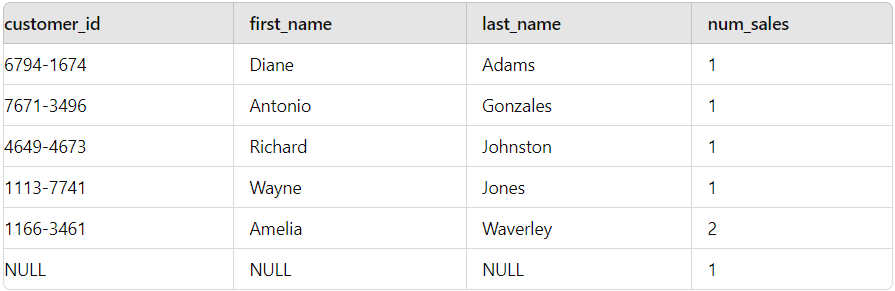 customer_id first_name last_name num_sales
6794-1674 Diane Adams 1
7671-3496 Antonio Gonzales 1
4649-4673 Richard Johnston 1
1113-7741 Wayne Jones 1
1166-3461 Amelia Waverley 2
NULL NULL NULL 1